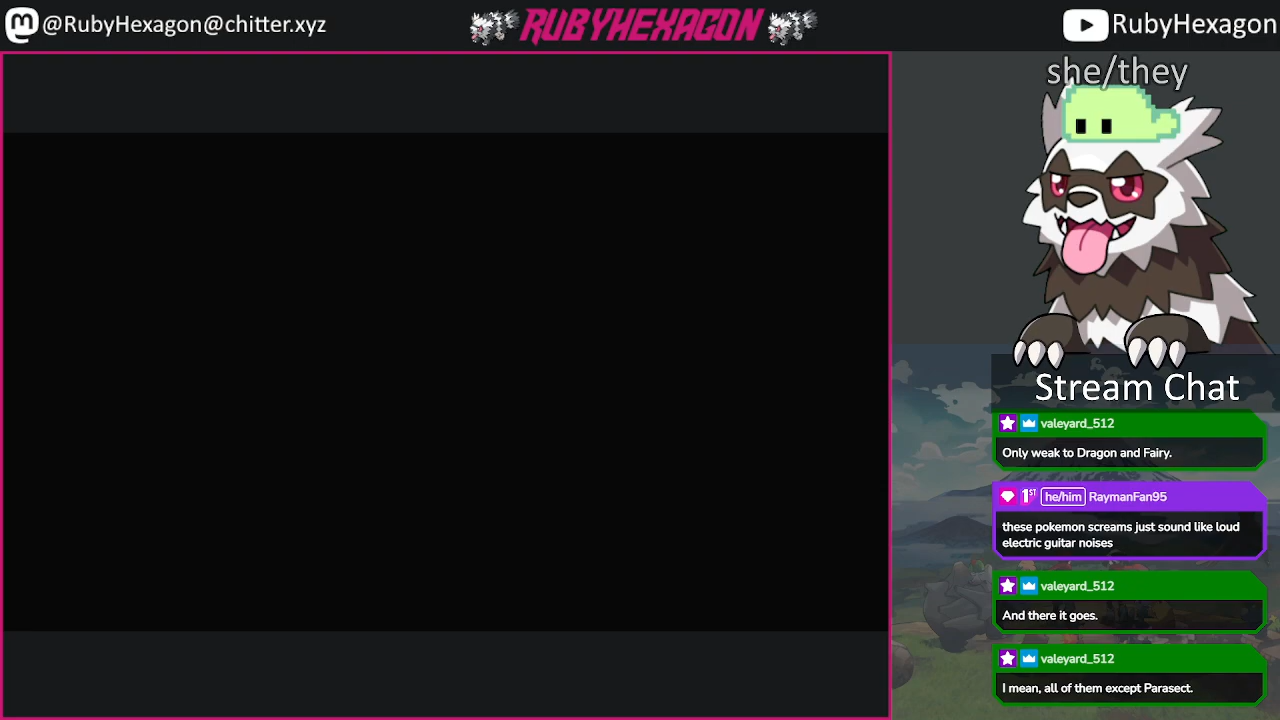 @RubyHexagon@chitter.xyz
RUBYHEXAGON
RubyHexagon
she/they
Stream Chat
valeyard_512
Only weak to Dragon and Fairy.
1ST he/him RaymanFan95
these pokemon screams just sound like loud
electric guitar noises
valeyard_512
And there it goes.
valeyard_512
I mean, all of them except Parasect.